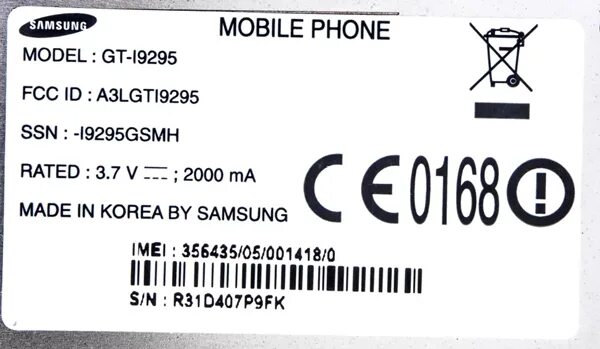 SAMSUNG
MOBILE PHONE
MODEL : GT-I9295
FCC ID : A3LGTI9295
SSN : -I9295GSMH
RATED : 3.7 V ⎓ ; 2000 mA
MADE IN KOREA BY SAMSUNG
CE0168
IMEI : 356435/05/001418/0
S/N : R31D407P9FK